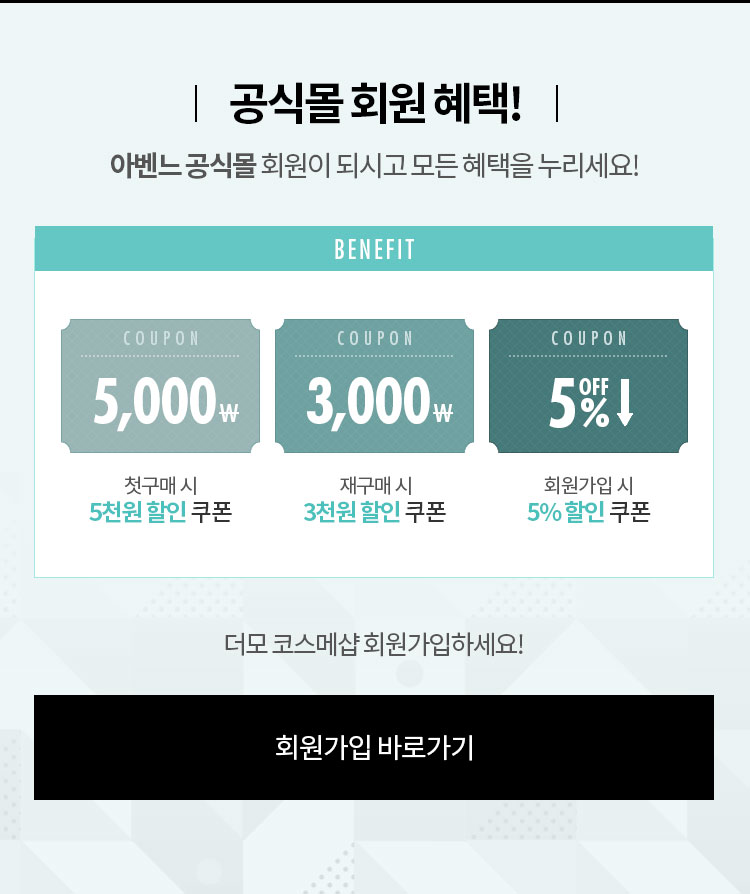 공식몰 회원 혜택!
아벤느 공식몰 회원이 되시고 모든 혜택을 누리세요!
BENEFIT
COUPON
5,000₩
첫구매 시
5천원 할인 쿠폰
COUPON
3,000₩
재구매 시
3천원 할인 쿠폰
COUPON
5% OFF
회원가입 시
5% 할인 쿠폰
더모 코스메샵 회원가입하세요!
회원가입 바로가기